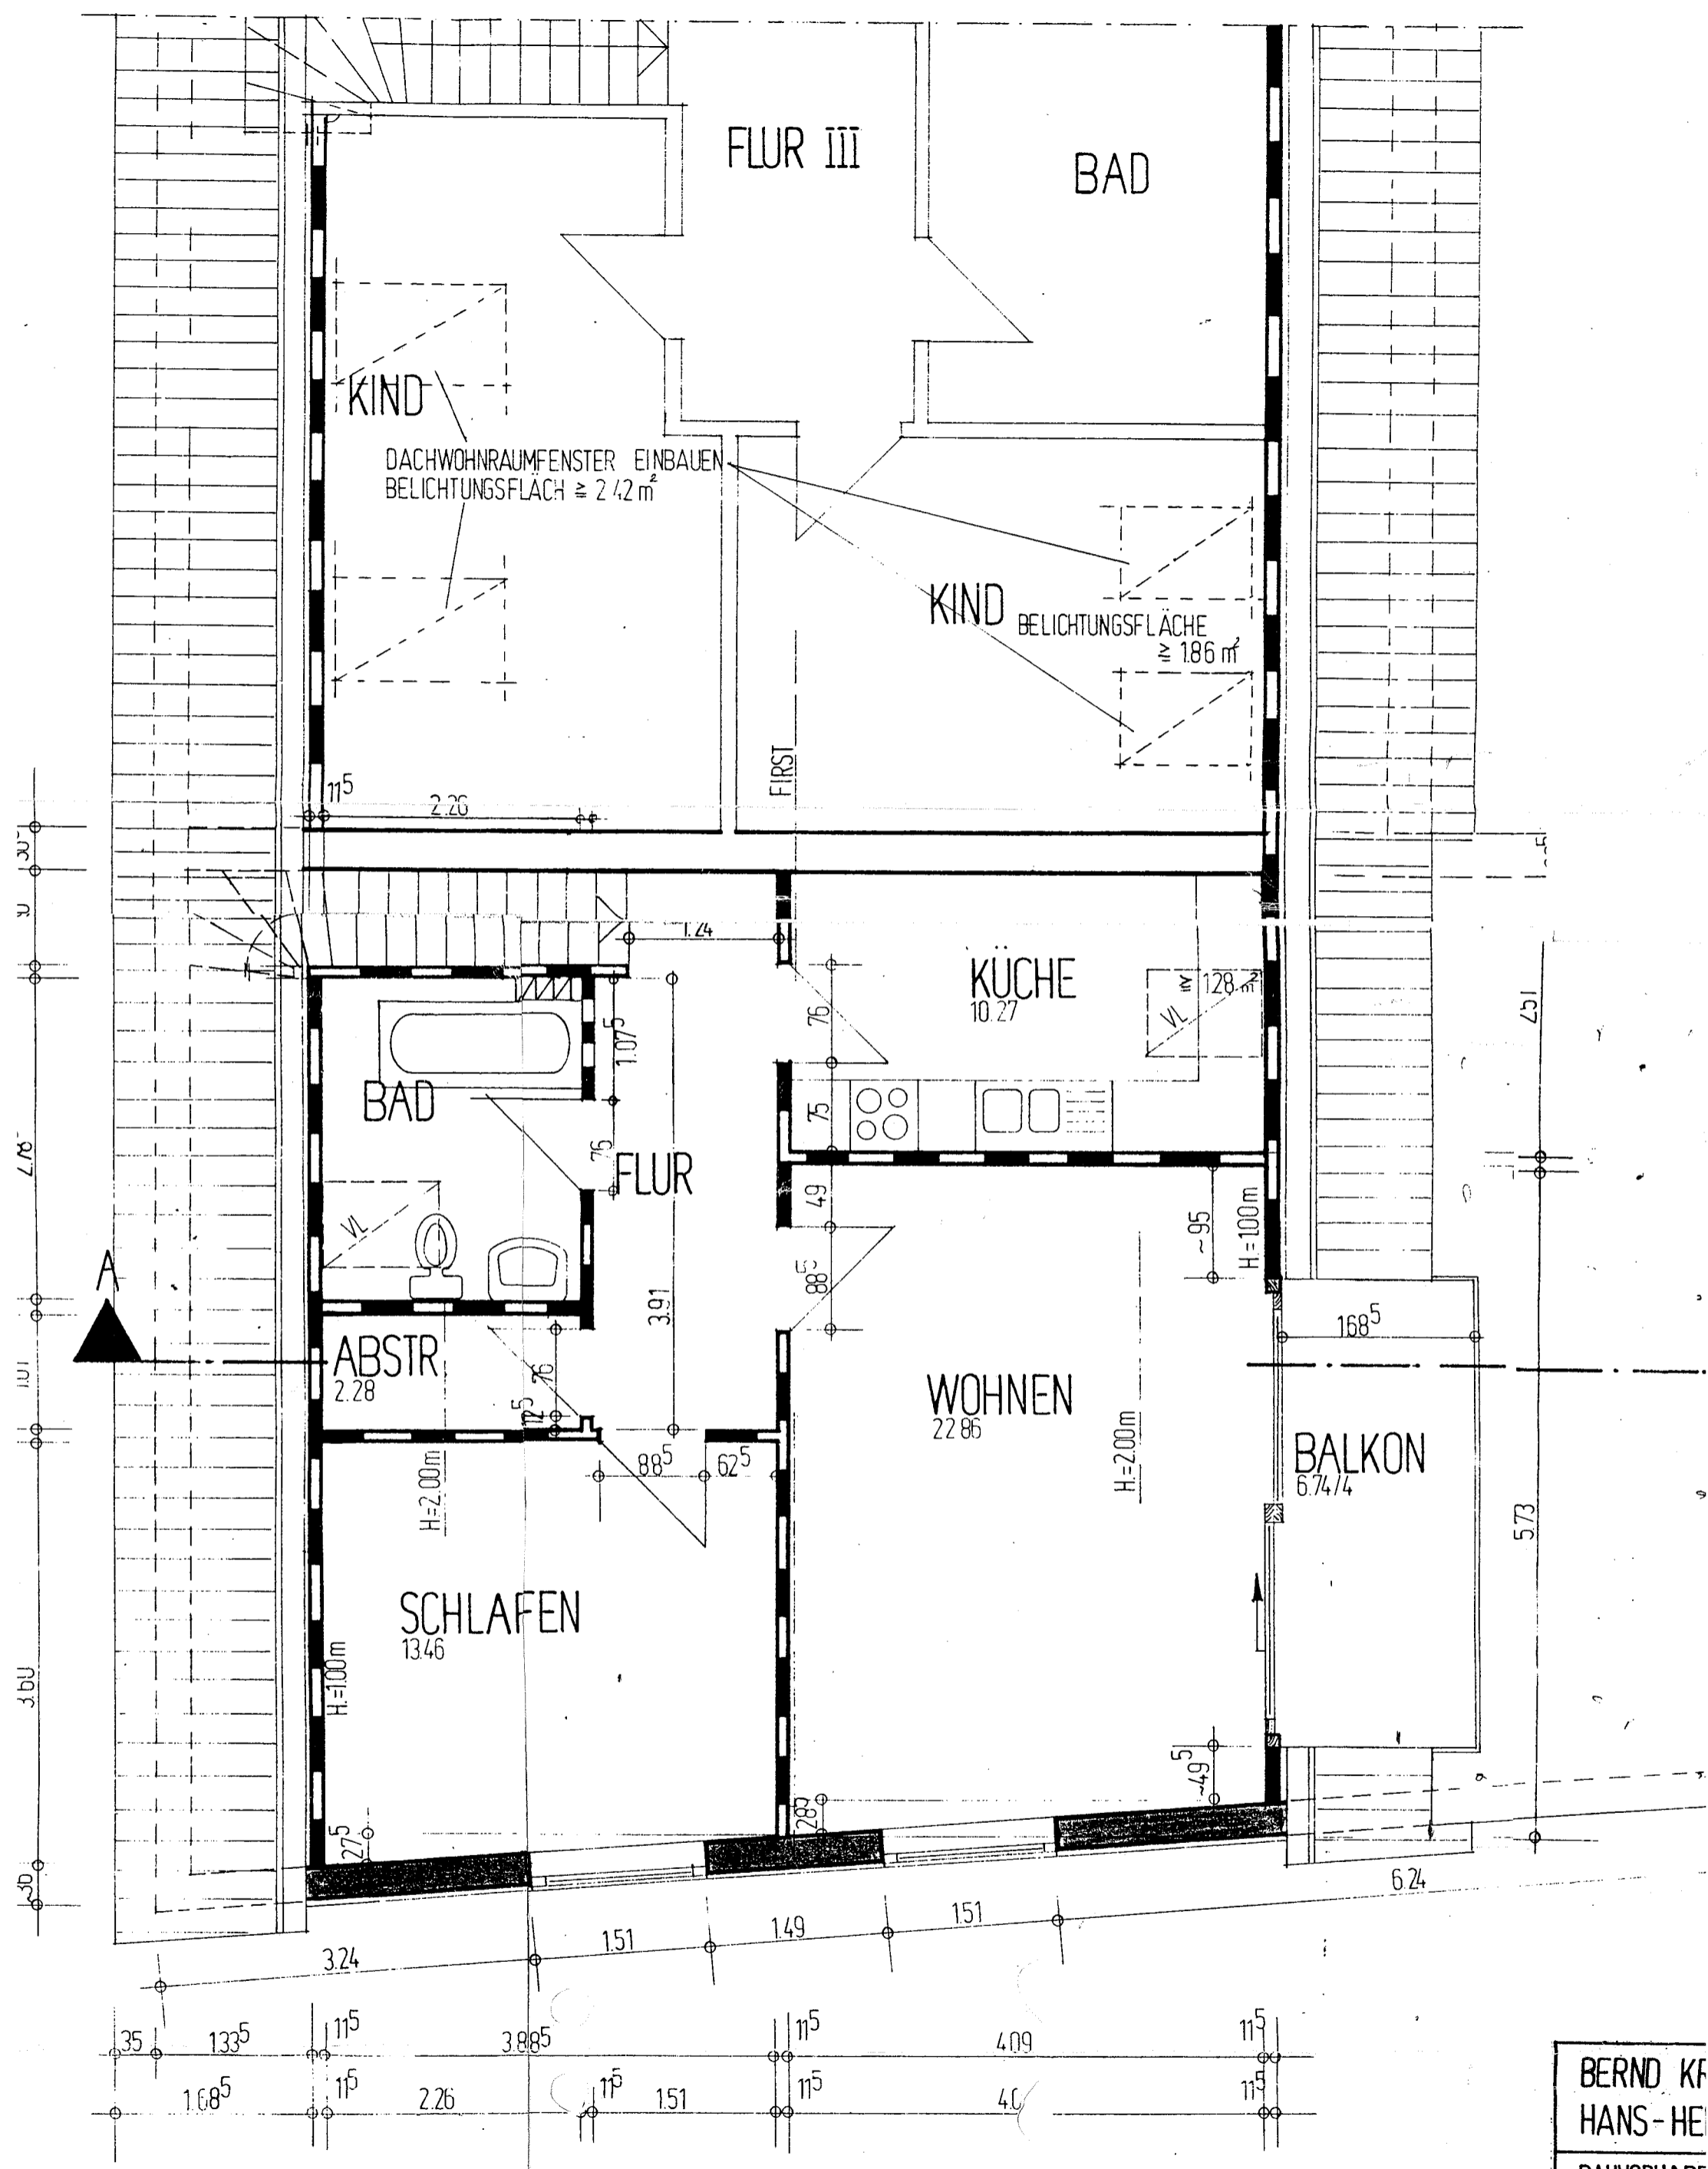 FLUR III
BAD
KIND
DACHWOHNRAUMFENSTER EINBAUEN
BELICHTUNGSFLÄCH ≥ 2.42 m²
KIND
BELICHTUNGSFLÄCHE
≥ 1.86 m²
FIRST
11⁵
2.26
1.24
KÜCHE
10.27
≥ 1.28 m²
VL
76
75
1.07⁵
76
BAD
FLUR
VL
49
88⁵
3.91
~95
H.=1.00m
4.51
A
ABSTR
2.28
76
12⁵
168⁵
WOHNEN
22.86
H.=2.00m
BALKON
6.74/4
H.=2.00m
88⁵
62⁵
5.73
SCHLAFEN
13.46
H.=1.00m
3.60
~49⁵
27⁵
28⁵
6.24
3.24
1.51
1.49
1.51
35
133⁵
11⁵
3.88⁵
11⁵
4.09
11⁵
1.68⁵
11⁵
2.26
11⁵
1.51
11⁵
11⁵
BERND
HANS-